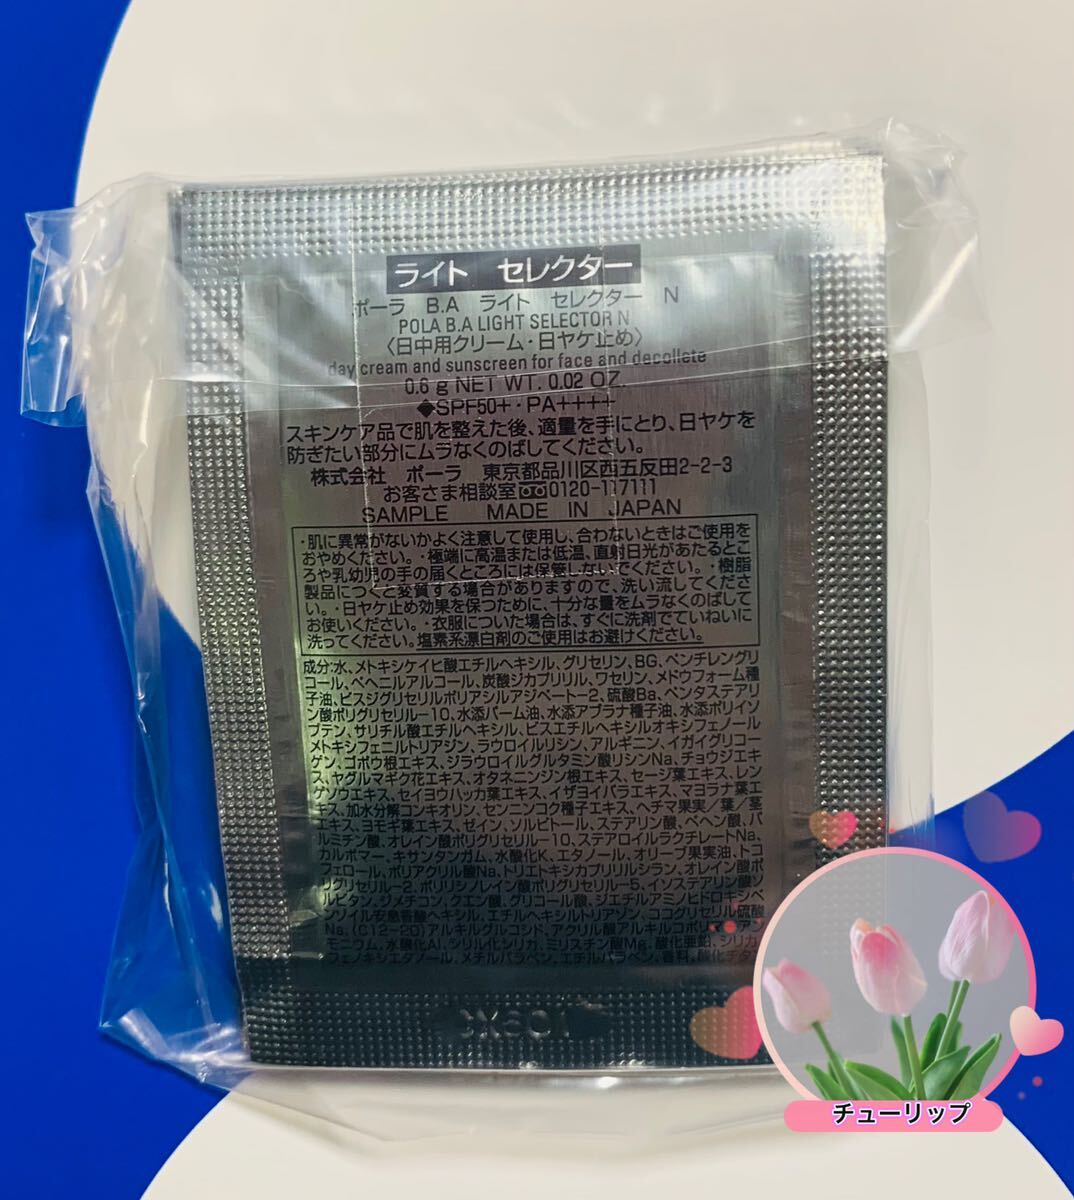 ライト セレクター
ポーラ B.A ライト セレクター N
POLA B.A LIGHT SELECTOR N
〈日中用クリーム・日ヤケ止め〉
day cream and sunscreen for face and decollete
0.6 g NET WT. 0.02 OZ.
◆SPF50+・PA++++
スキンケア品で肌を整えた後、適量を手にとり、日ヤケを
防ぎたい部分にムラなくのばしてください。
株式会社 ポーラ 東京都品川区西五反田2-2-3
お客さま相談室 0120-117111
SAMPLE MADE IN JAPAN
・肌に異常がないかよく注意して使用し、合わないときはご使用を
おやめください。・極端に高温または低温、直射日光があたるとこ
ろや乳幼児の手の届くところには保管しないでください。・樹脂
製品につくと変質する場合がありますので、洗い流してくださ
い。・日ヤケ止め効果を保つために、十分な量をムラなくのばして
お使いください。・衣服についた場合は、すぐに洗剤でていねいに
洗ってください。塩素系漂白剤のご使用はお避けください。
成分:水、メトキシケイヒ酸エチルヘキシル、グリセリン、BG、ペンチレングリ
コール、ベヘニルアルコール、炭酸ジカプリリル、ワセリン、メドウフォーム種
子油、ビスジグリセリルポリアシルアジペート-2、硫酸Ba、ペンタステアリ
ン酸ポリグリセリル-10、水添パーム油、水添アブラナ種子油、水添ポリイソ
ブテン、サリチル酸エチルヘキシル、ビスエチルヘキシルオキシフェノール
メトキシフェニルトリアジン、ラウロイルリシン、アルギニン、イガイグリコー
ゲン、ゴボウ根エキス、ジラウロイルグルタミン酸リシンNa、チョウジエキ
ス、ヤグルマギク花エキス、オタネニンジン根エキス、セージ葉エキス、レン
ゲソウエキス、セイヨウハッカ葉エキス、イザヨイバラエキス、マヨラナ葉エ
キス、加水分解コンキオリン、センニンコク種子エキス、ヘチマ果実/葉/茎
エキス、ヨモギ葉エキス、ゼイン、ソルビトール、ステアリン酸、ベヘン酸、パ
ルミチン酸、オレイン酸ポリグリセリル-10、ステアロイルラクチレートNa、
カルボマー、キサンタンガム、水酸化K、エタノール、オリーブ果実油、トコ
フェロール、ポリアクリル酸Na、トリエトキシカプリリルシラン、オレイン酸ポ
リグリセリル-2、ポリリシノレイン酸ポリグリセリル-5、イソステアリン酸ソ
ルビタン、ジメチコン、クエン酸、グリコール酸、ジエチルアミノヒドロキシベ
ンゾイル安息香酸ヘキシル、エチルヘキシルトリアゾン、ココグリセリル硫酸
Na、(C12-20)アルキルグルコシド、アクリル酸アルキルコポリマーアン
モニウム、水酸化Al、シリル化シリカ、ミリスチン酸Mg、酸化亜鉛、シリカ
フェノキシエタノール、メチルパラベン、エチルパラベン、香料、酸化チタ
チューリップ